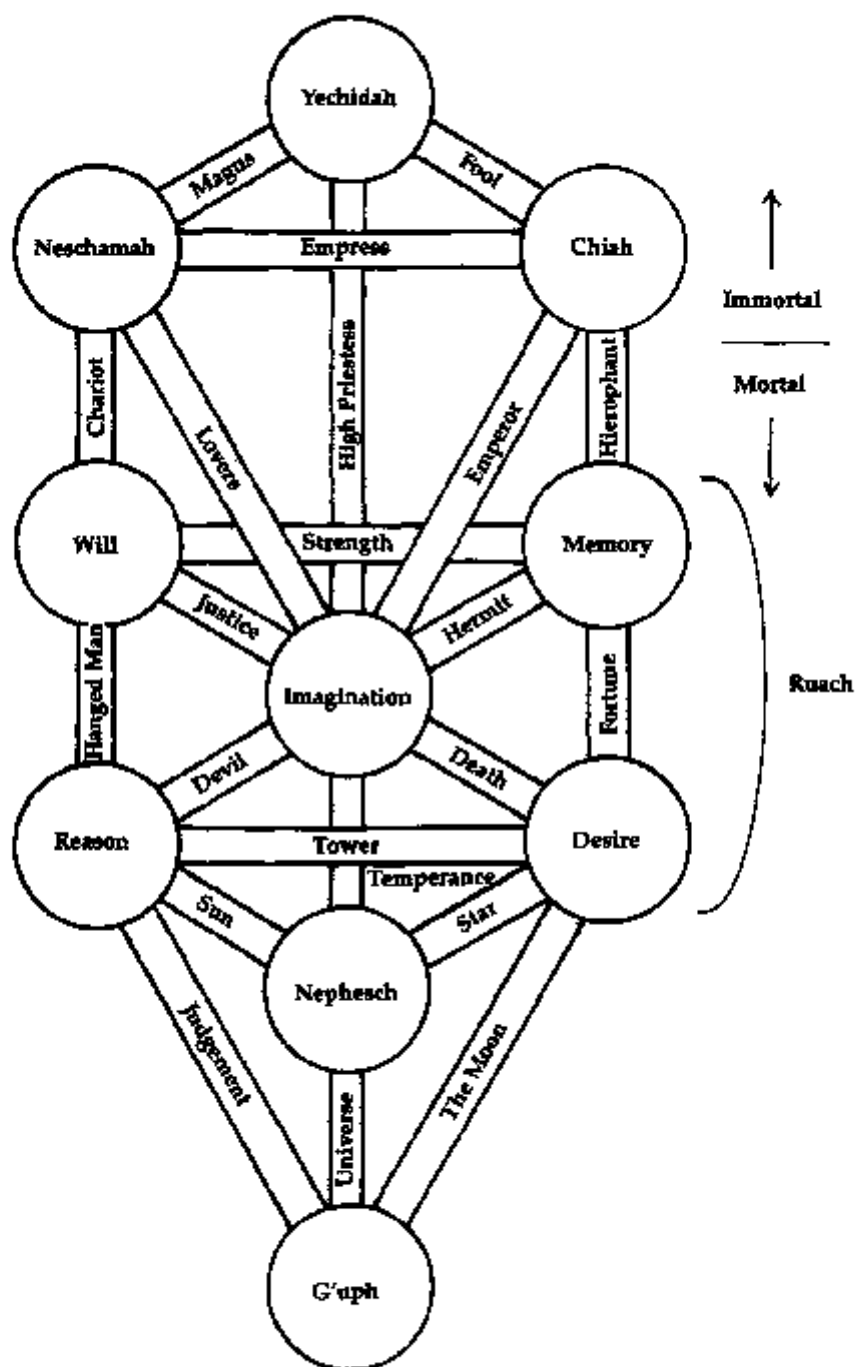 Yechidah
Magus
Fool
Neschamah
Empress
Chiah
Immortal
Mortal
Chariot
Lovers
High Priestess
Emperor
Hierophant
Will
Strength
Memory
Justice
Hermit
Hanged Man
Imagination
Fortune
Ruach
Devil
Death
Reason
Tower
Desire
Temperance
Sun
Star
Nephesch
Judgement
Universe
The Moon
G'uph